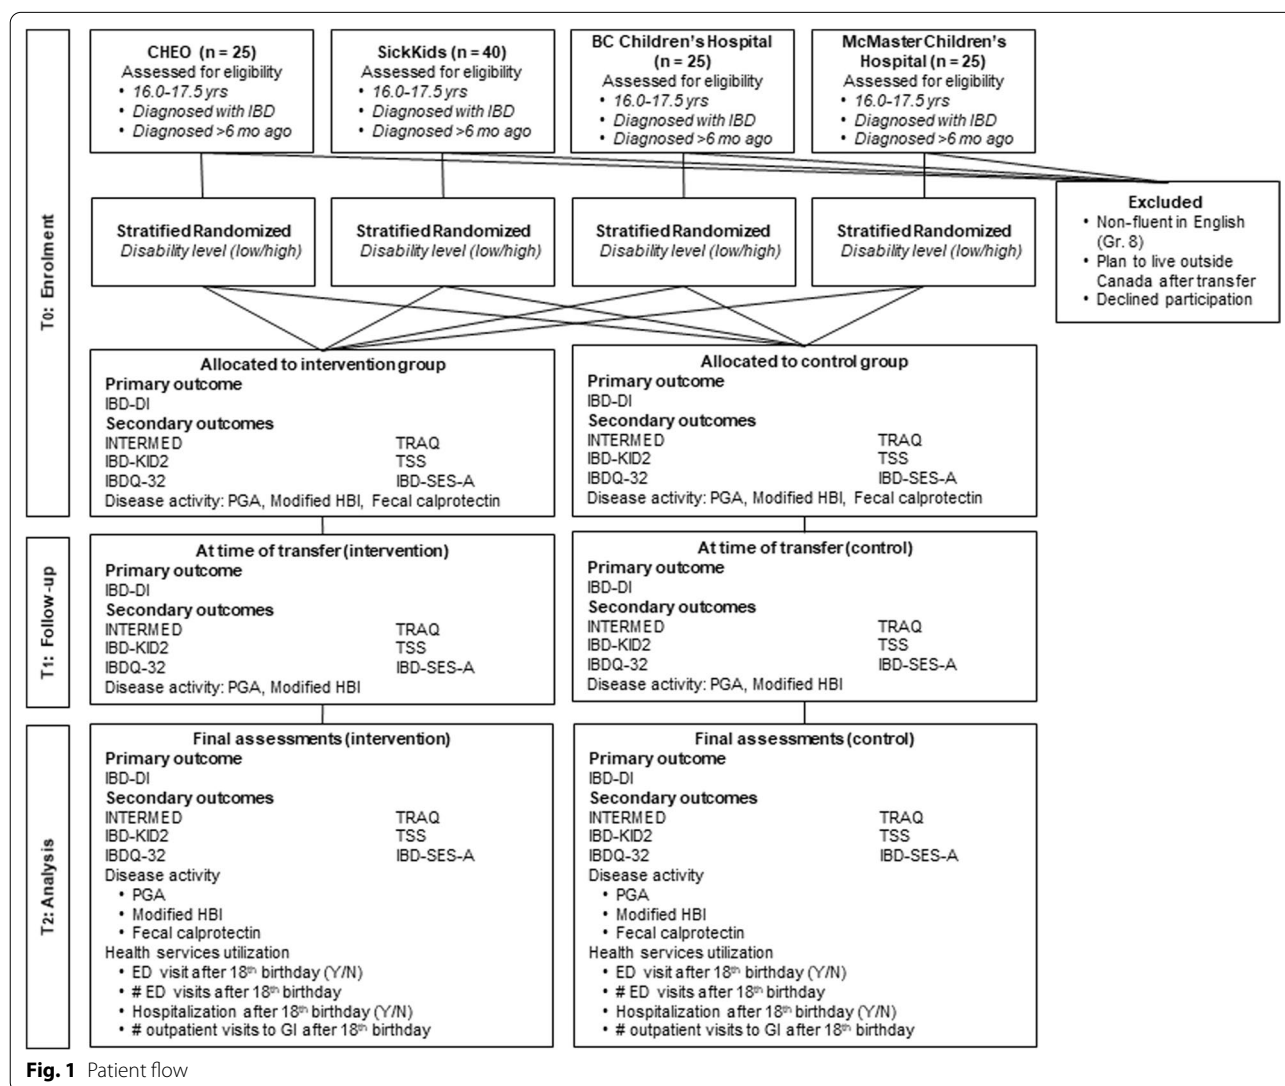 CHEO (n = 25)
Assessed for eligibility
• 16.0-17.5 yrs
• Diagnosed with IBD
• Diagnosed >6 mo ago
SickKids (n = 40)
Assessed for eligibility
• 16.0-17.5 yrs
• Diagnosed with IBD
• Diagnosed >6 mo ago
BC Children's Hospital
(n = 25)
Assessed for eligibility
• 16.0-17.5 yrs
• Diagnosed with IBD
• Diagnosed >6 mo ago
McMaster Children's
Hospital (n = 25)
Assessed for eligibility
• 16.0-17.5 yrs
• Diagnosed with IBD
• Diagnosed >6 mo ago
T0: Enrolment
Stratified Randomized
Disability level (low/high)
Stratified Randomized
Disability level (low/high)
Stratified Randomized
Disability level (low/high)
Stratified Randomized
Disability level (low/high)
Excluded
• Non-fluent in English
(Gr. 8)
• Plan to live outside
Canada after transfer
• Declined participation
Allocated to intervention group
Primary outcome
IBD-DI
Secondary outcomes
INTERMED TRAQ
IBD-KID2 TSS
IBDQ-32 IBD-SES-A
Disease activity: PGA, Modified HBI, Fecal calprotectin
Allocated to control group
Primary outcome
IBD-DI
Secondary outcomes
INTERMED TRAQ
IBD-KID2 TSS
IBDQ-32 IBD-SES-A
Disease activity: PGA, Modified HBI, Fecal calprotectin
T1: Follow-up
At time of transfer (intervention)
Primary outcome
IBD-DI
Secondary outcomes
INTERMED TRAQ
IBD-KID2 TSS
IBDQ-32 IBD-SES-A
Disease activity: PGA, Modified HBI
At time of transfer (control)
Primary outcome
IBD-DI
Secondary outcomes
INTERMED TRAQ
IBD-KID2 TSS
IBDQ-32 IBD-SES-A
Disease activity: PGA, Modified HBI
T2: Analysis
Final assessments (intervention)
Primary outcome
IBD-DI
Secondary outcomes
INTERMED TRAQ
IBD-KID2 TSS
IBDQ-32 IBD-SES-A
Disease activity
• PGA
• Modified HBI
• Fecal calprotectin
Health services utilization
• ED visit after 18th birthday (Y/N)
• # ED visits after 18th birthday
• Hospitalization after 18th birthday (Y/N)
• # outpatient visits to GI after 18th birthday
Final assessments (control)
Primary outcome
IBD-DI
Secondary outcomes
INTERMED TRAQ
IBD-KID2 TSS
IBDQ-32 IBD-SES-A
Disease activity
• PGA
• Modified HBI
• Fecal calprotectin
Health services utilization
• ED visit after 18th birthday (Y/N)
• # ED visits after 18th birthday
• Hospitalization after 18th birthday (Y/N)
• # outpatient visits to GI after 18th birthday
Fig. 1 Patient flow